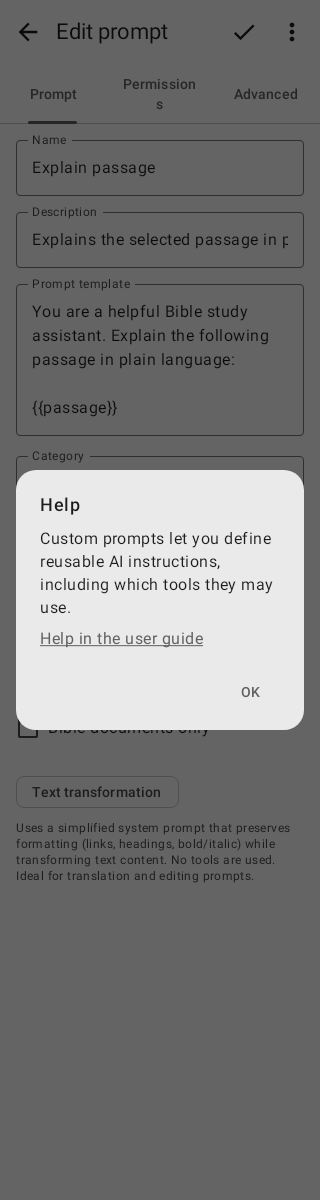 Edit prompt
Prompt
Permission
s
Advanced
Name
Explain passage
Description
Explains the selected passage in p
Prompt template
You are a helpful Bible study
assistant. Explain the following
passage in plain language:
{{passage}}
Category
Help
Custom prompts let you define
reusable AI instructions,
including which tools they may
use.
Help in the user guide
OK
Bible documents only
Text transformation
Uses a simplified system prompt that preserves
formatting (links, headings, bold/italic) while
transforming text content. No tools are used.
Ideal for translation and editing prompts.